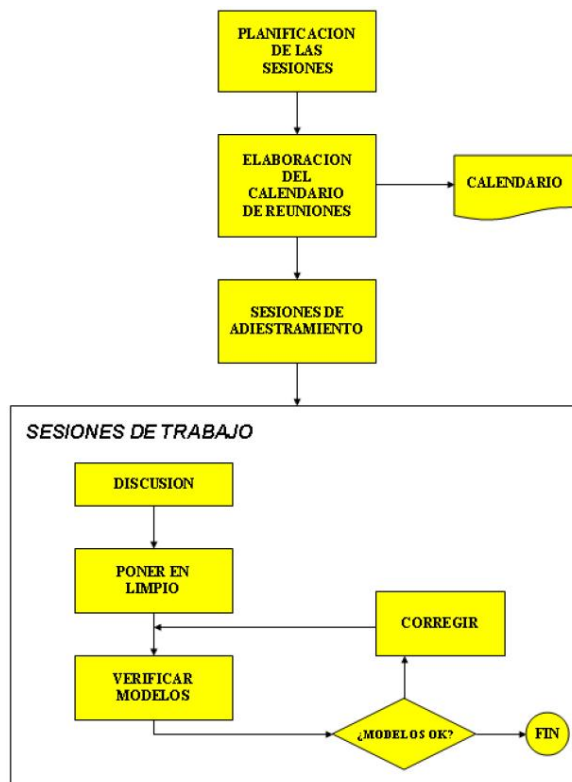 PLANIFICACION
DE LAS
SESIONES
ELABORACION
DEL
CALENDARIO
DE REUNIONES
CALENDARIO
SESIONES DE
ADIESTRAMIENTO
SESIONES DE TRABAJO
DISCUSION
PONER EN
LIMPIO
CORREGIR
VERIFICAR
MODELOS
¿MODELOS OK?
FIN